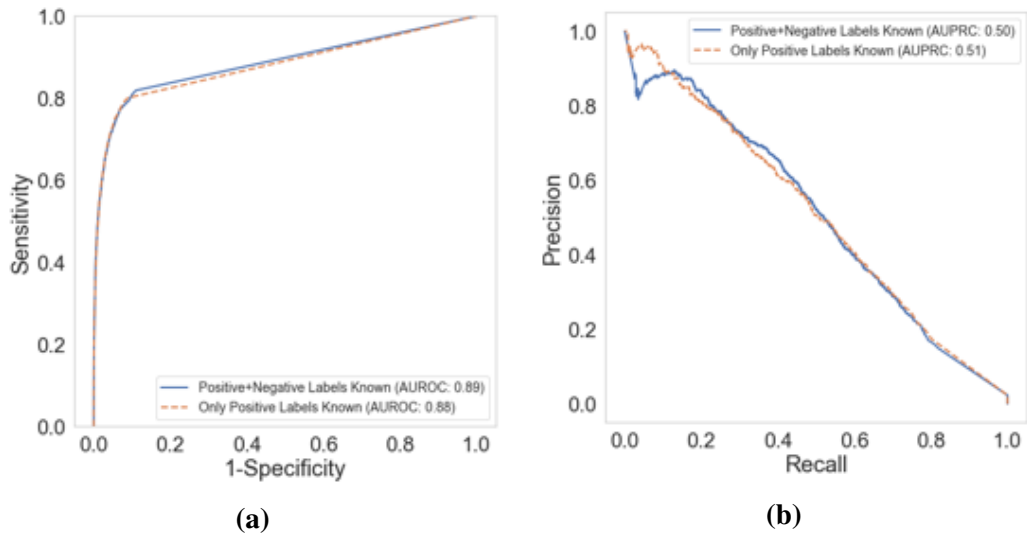 1.0
0.8
0.6
0.4
0.2
0.0
Sensitivity
Positive+Negative Labels Known (AUROC: 0.89)
Only Positive Labels Known (AUROC: 0.88)
0.0 0.2 0.4 0.6 0.8 1.0
1-Specificity
(a)
1.0
0.8
0.6
0.4
0.2
0.0
Precision
Positive+Negative Labels Known (AUPRC: 0.50)
Only Positive Labels Known (AUPRC: 0.51)
0.0 0.2 0.4 0.6 0.8 1.0
Recall
(b)